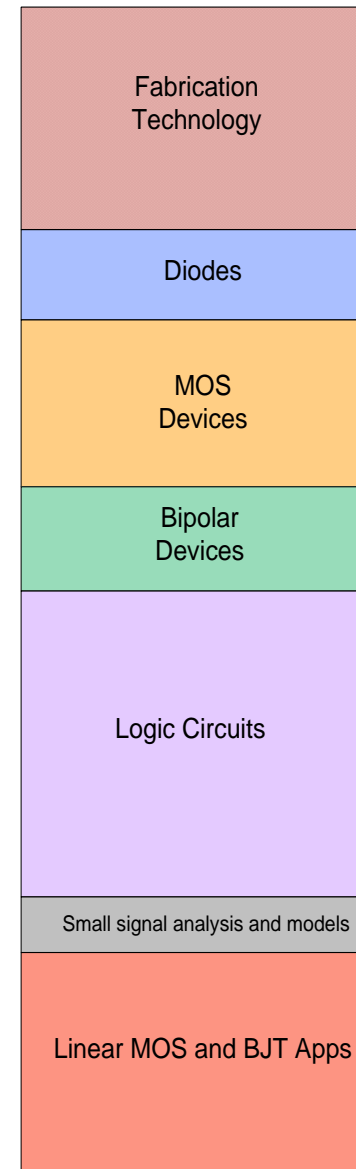 Fabrication
Technology
Diodes
MOS
Devices
Bipolar
Devices
Logic Circuits
Small signal analysis and models
Linear MOS and BJT Apps